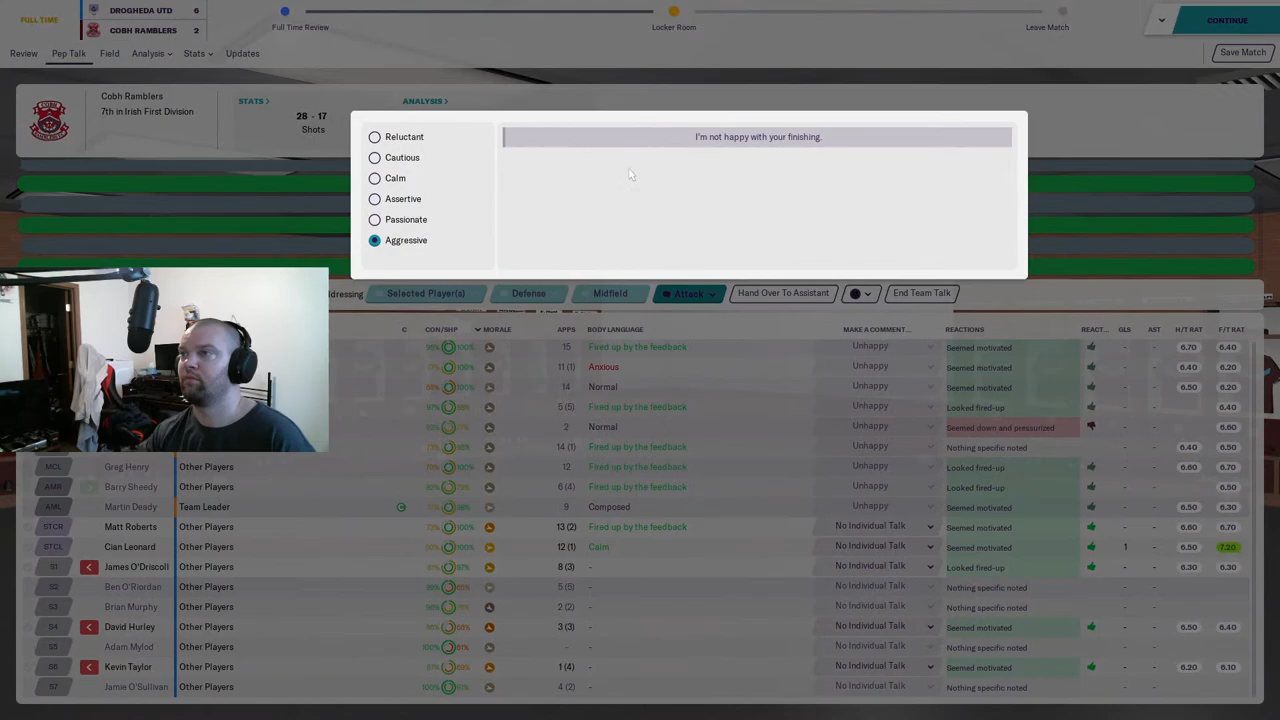 FULL TIME
DROGHEDA UTD 6
COBH RAMBLERS 2
Full Time Review
Locker Room
Leave Match
CONTINUE
Review
Pep Talk
Field
Analysis
Stats
Updates
Save Match
Cobh Ramblers
7th in Irish First Division
STATS >
28 - 17
Shots
ANALYSIS >
Reluctant
Cautious
Calm
Assertive
Passionate
Aggressive
I'm not happy with your finishing.
Selected Player(s)
Defense
Midfield
Attack
Hand Over To Assistant
End Team Talk
C CON/SHP MORALE APPS BODY LANGUAGE MAKE A COMMENT... REACTIONS REACT... GLS AST H/T RAT F/T RAT
100% 15 Fired up by the feedback Unhappy Seemed motivated - - 6.70 6.40
100% 11 (1) Anxious Unhappy Seemed motivated - - 6.40 6.20
100% 14 Normal Unhappy Seemed motivated - - 6.50 6.20
5 (5) Fired up by the feedback Unhappy Looked fired-up - - 6.40
2 Normal Unhappy Seemed down and pressurized - - 6.60
14 (1) Fired up by the feedback Unhappy Nothing specific noted - - 6.40 6.50
MCL Greg Henry Other Players 100% 12 Fired up by the feedback Unhappy Looked fired-up - - 6.60 6.70
AMR Barry Sheedy Other Players 6 (4) Fired up by the feedback Unhappy Looked fired-up - - 6.50
AML Martin Deady Team Leader 9 Composed Unhappy Seemed motivated - - 6.50 6.30
STCR Matt Roberts Other Players 73% 100% 13 (2) Fired up by the feedback No Individual Talk Seemed motivated - - 6.60 6.70
STCL Cian Leonard Other Players 100% 12 (1) Calm No Individual Talk Seemed motivated 1 - 6.50 7.20
S1 James O'Driscoll Other Players 97% 8 (3) - No Individual Talk Looked fired-up - - 6.30 6.30
S2 Ben O'Riordan Other Players 5 (5) - No Individual Talk Nothing specific noted - -
S3 Brian Murphy Other Players 2 (2) - No Individual Talk Nothing specific noted - -
S4 David Hurley Other Players 3 (3) - No Individual Talk Seemed motivated - - 6.50 6.40
S5 Adam Mylod Other Players 100% - - No Individual Talk Nothing specific noted - -
S6 Kevin Taylor Other Players 1 (4) - No Individual Talk Seemed motivated - - 6.20 6.10
S7 Jamie O'Sullivan Other Players 100% 4 (2) - No Individual Talk Nothing specific noted - -